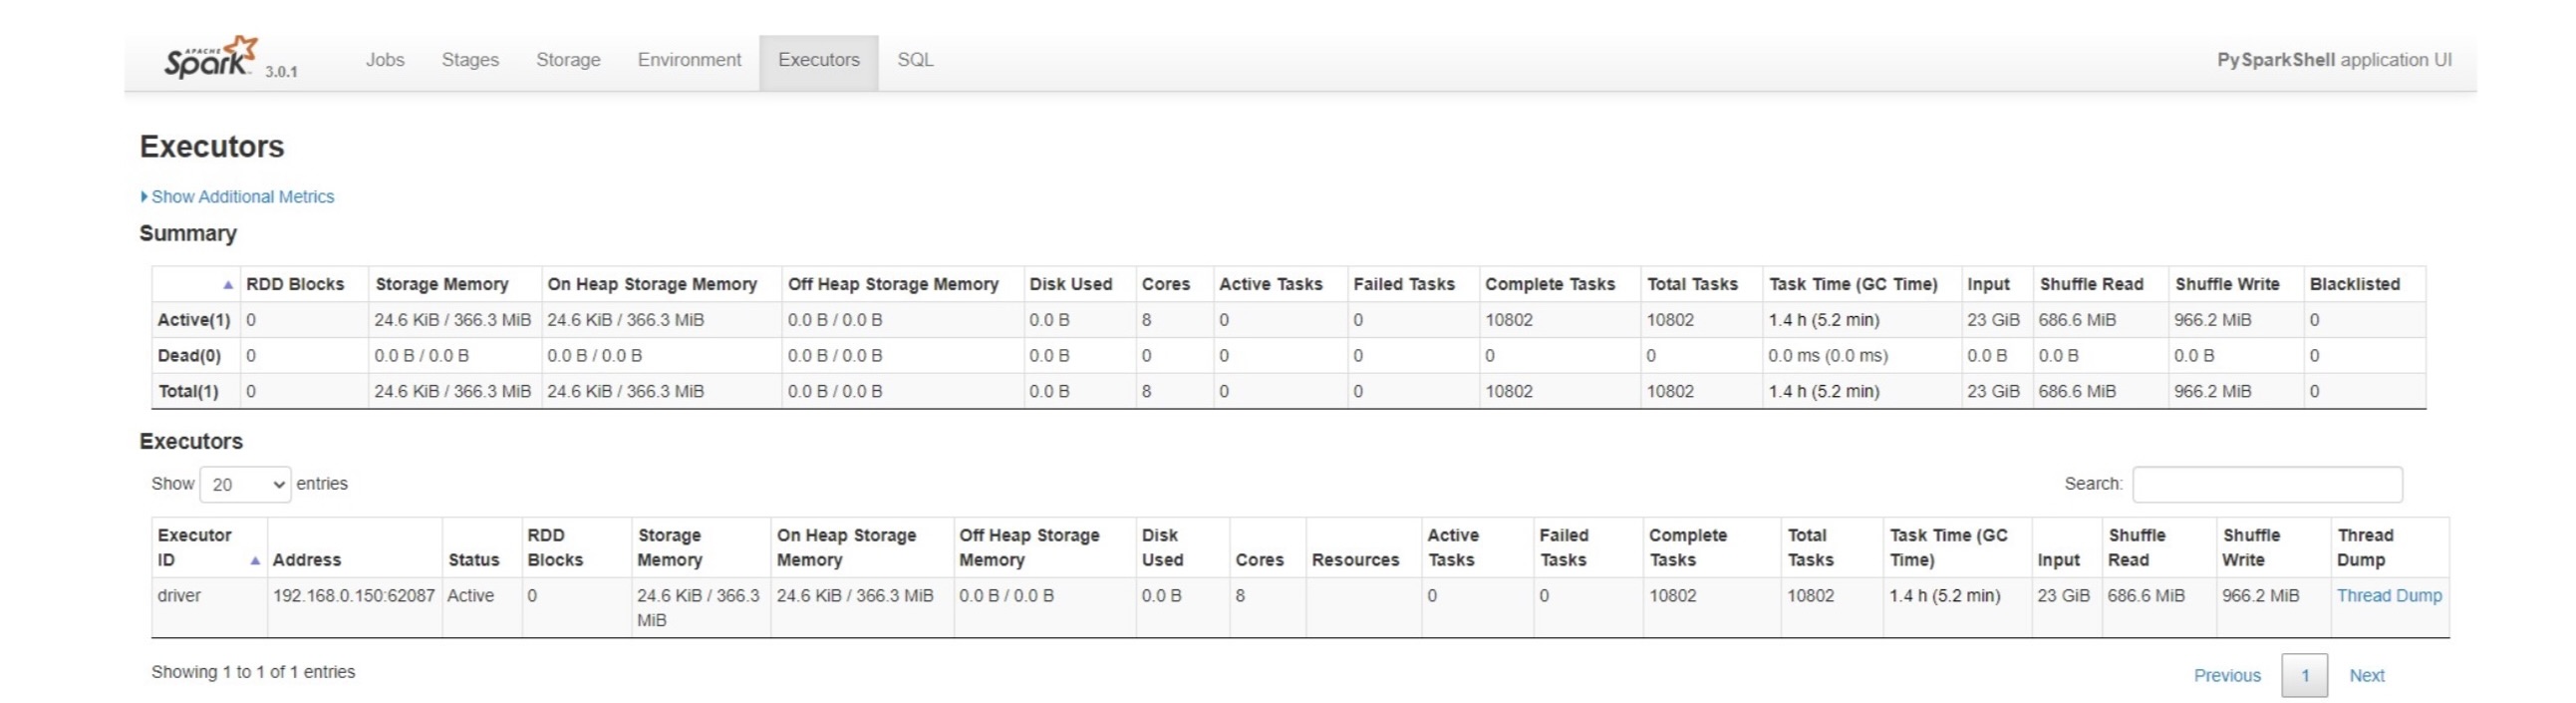 APACHE Spark 3.0.1 Jobs Stages Storage Environment Executors SQL PySparkShell application UI
Executors
Show Additional Metrics
Summary
RDD Blocks Storage Memory On Heap Storage Memory Off Heap Storage Memory Disk Used Cores Active Tasks Failed Tasks Complete Tasks Total Tasks Task Time (GC Time) Input Shuffle Read Shuffle Write Blacklisted
Active(1) 0 24.6 KiB / 366.3 MiB 24.6 KiB / 366.3 MiB 0.0 B / 0.0 B 0.0 B 8 0 0 10802 10802 1.4 h (5.2 min) 23 GiB 686.6 MiB 966.2 MiB 0
Dead(0) 0 0.0 B / 0.0 B 0.0 B / 0.0 B 0.0 B / 0.0 B 0.0 B 0 0 0 0 0 0.0 ms (0.0 ms) 0.0 B 0.0 B 0.0 B 0
Total(1) 0 24.6 KiB / 366.3 MiB 24.6 KiB / 366.3 MiB 0.0 B / 0.0 B 0.0 B 8 0 0 10802 10802 1.4 h (5.2 min) 23 GiB 686.6 MiB 966.2 MiB 0
Executors
Show 20 entries Search:
Executor ID Address Status RDD Blocks Storage Memory On Heap Storage Memory Off Heap Storage Memory Disk Used Cores Resources Active Tasks Failed Tasks Complete Tasks Total Tasks Task Time (GC Time) Input Shuffle Read Shuffle Write Thread Dump
driver 192.168.0.150:62087 Active 0 24.6 KiB / 366.3 MiB 24.6 KiB / 366.3 MiB 0.0 B / 0.0 B 0.0 B 8 0 0 10802 10802 1.4 h (5.2 min) 23 GiB 686.6 MiB 966.2 MiB Thread Dump
Showing 1 to 1 of 1 entries Previous 1 Next